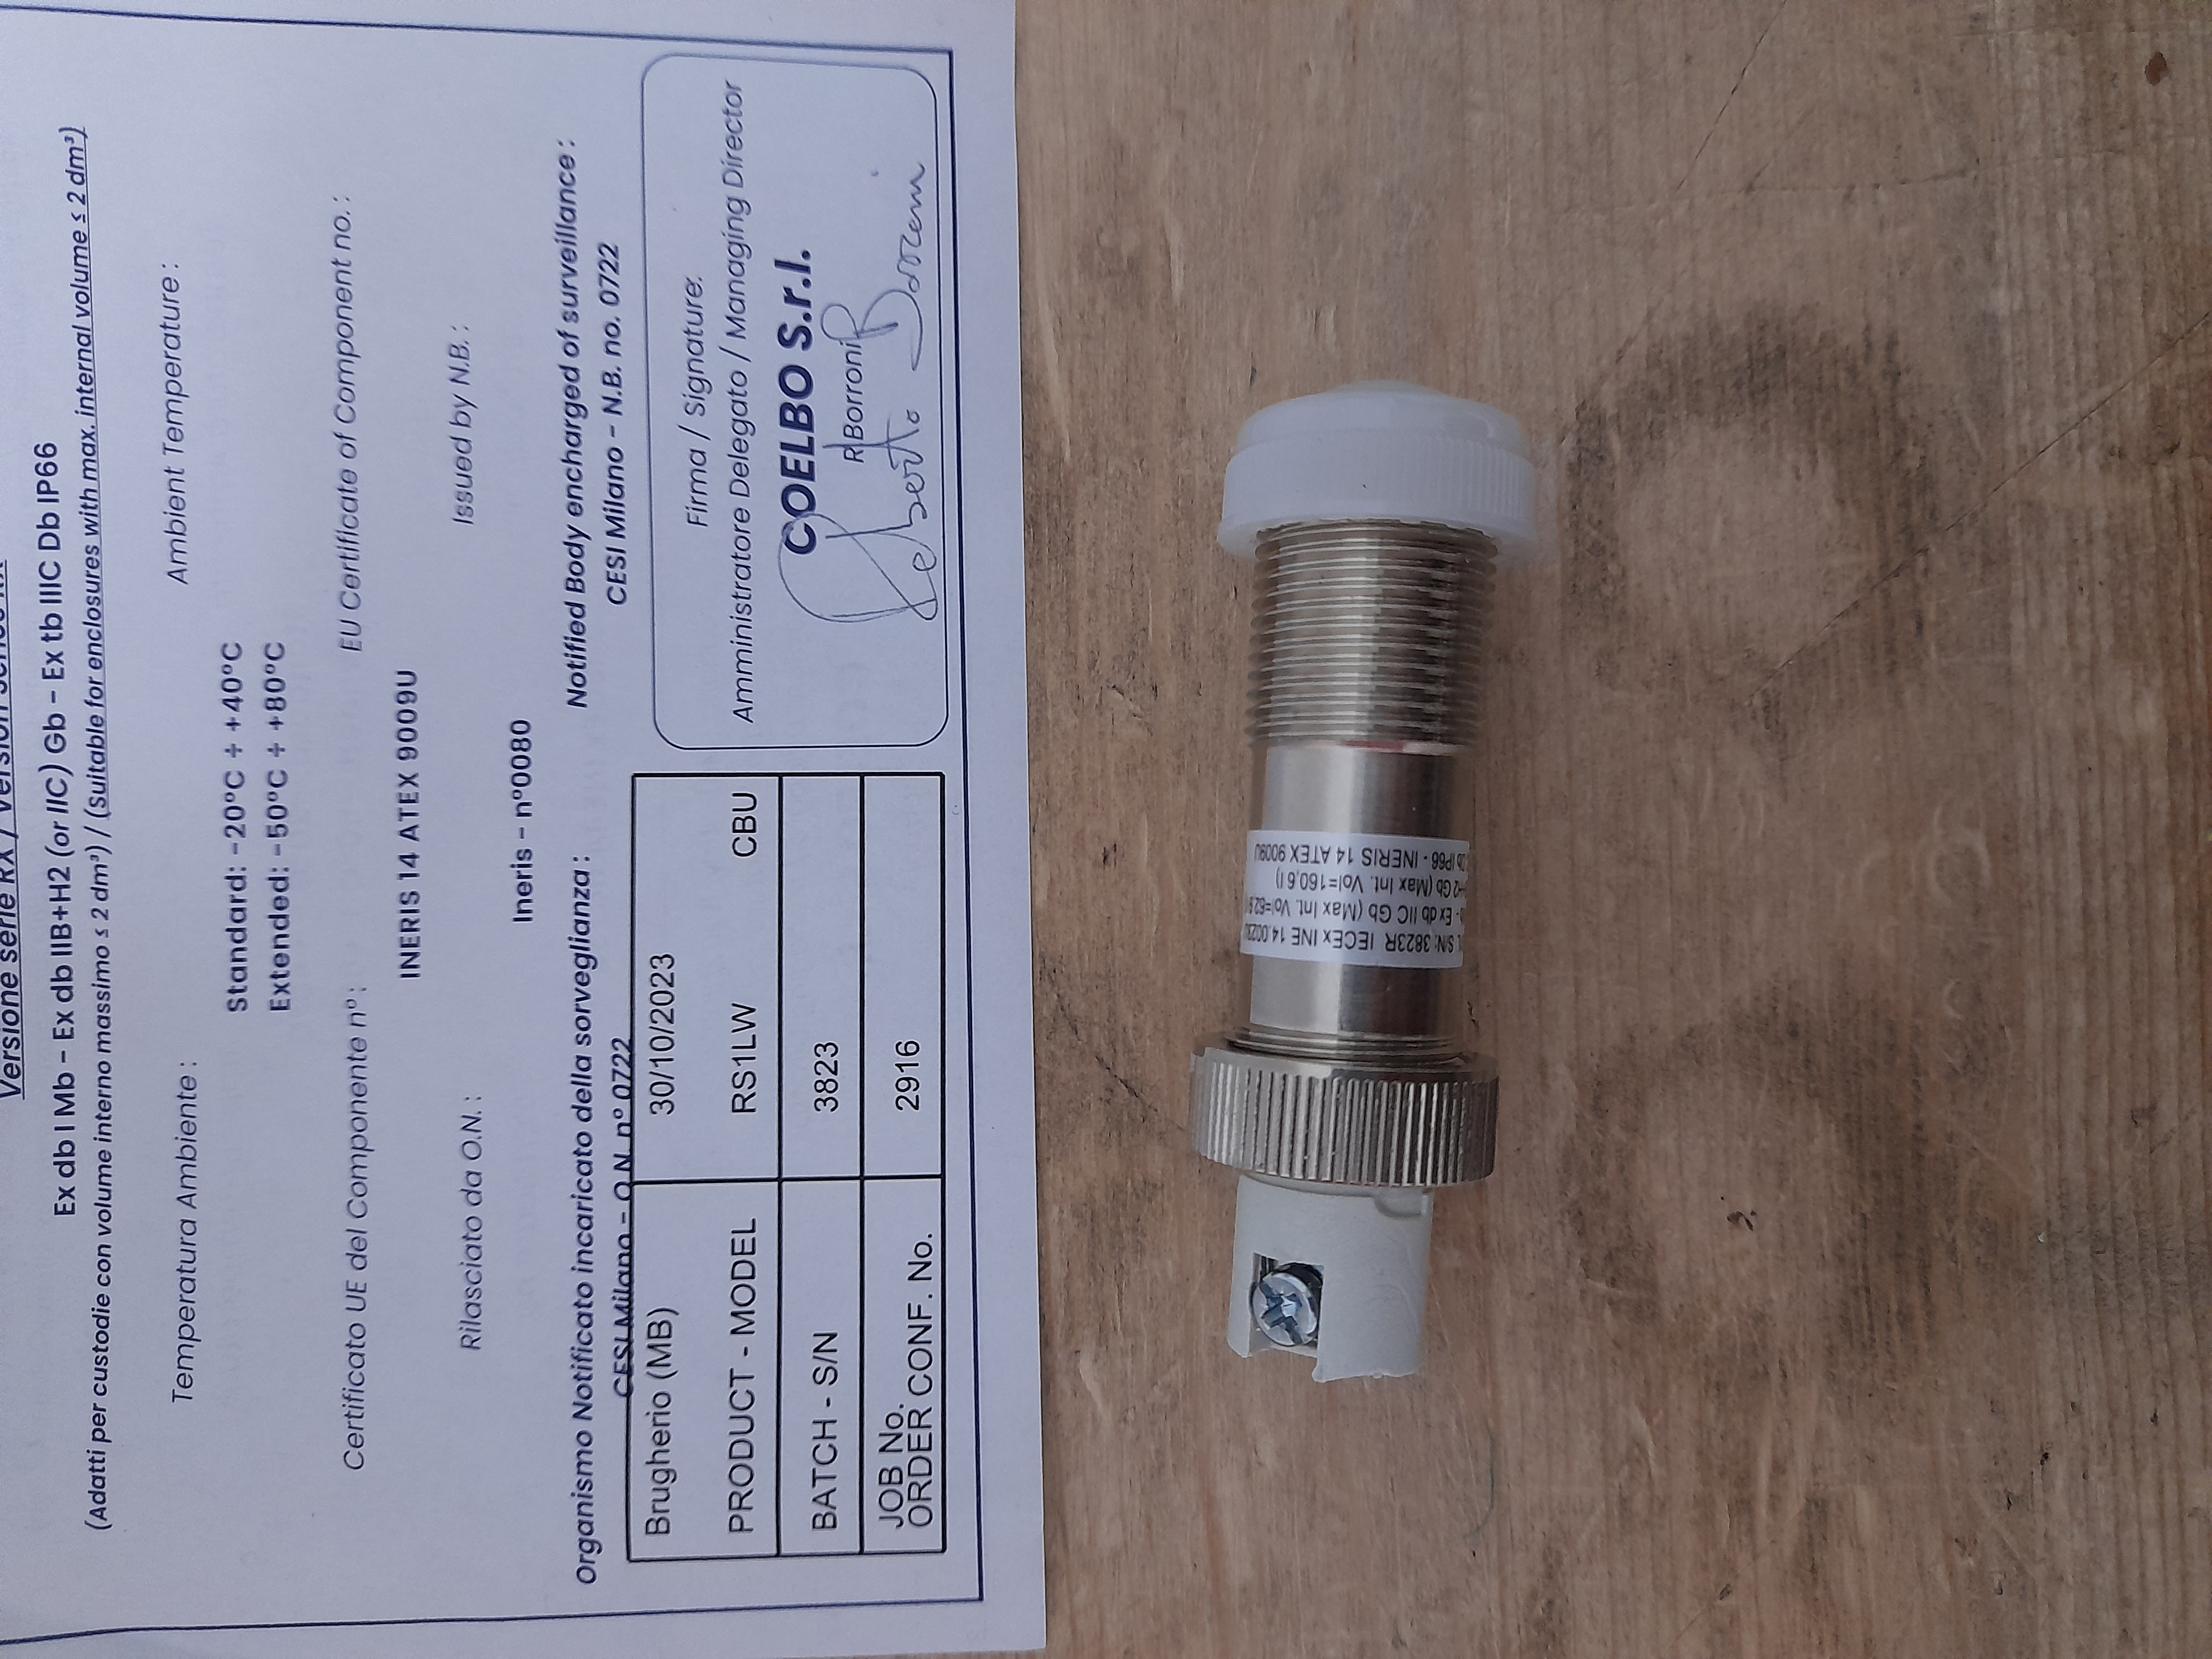 Versione serie RX / Version series RX
Ex db I Mb - Ex db IIB+H2 (or IIC) Gb - Ex tb IIIC Db IP66
(Adatti per custodie con volume interno massimo ≤ 2 dm³) / (suitable for enclosures with max. internal volume ≤ 2 dm³)
Temperatura Ambiente: Ambient Temperature:
Standard: -20°C ÷ +40°C
Extended: -50°C ÷ +80°C
Certificato UE del Componente n°: EU Certificate of Component no.:
INERIS 14 ATEX 9009U
Rilasciato da O.N.: Issued by N.B.:
Ineris - n°0080
Organismo Notificato incaricato della sorveglianza: Notified Body encharged of surveillance:
CESI Milano - O.N. n° 0722 CESI Milano - N.B. no. 0722
Brugherio (MB) 30/10/2023
PRODUCT - MODEL RS1LW CBU
BATCH - S/N 3823
JOB No.
ORDER CONF. No. 2916
Firma / Signature:
Amministratore Delegato / Managing Director
COELBO S.r.l.
R Borroni
S/N: 3823R IECEx INE 14.0023U
- Ex db IIC Gb (Max Int. Vol=62.9
+H2 Gb (Max Int. Vol=160,6 l)
Db IP66 - INERIS 14 ATEX 9009U